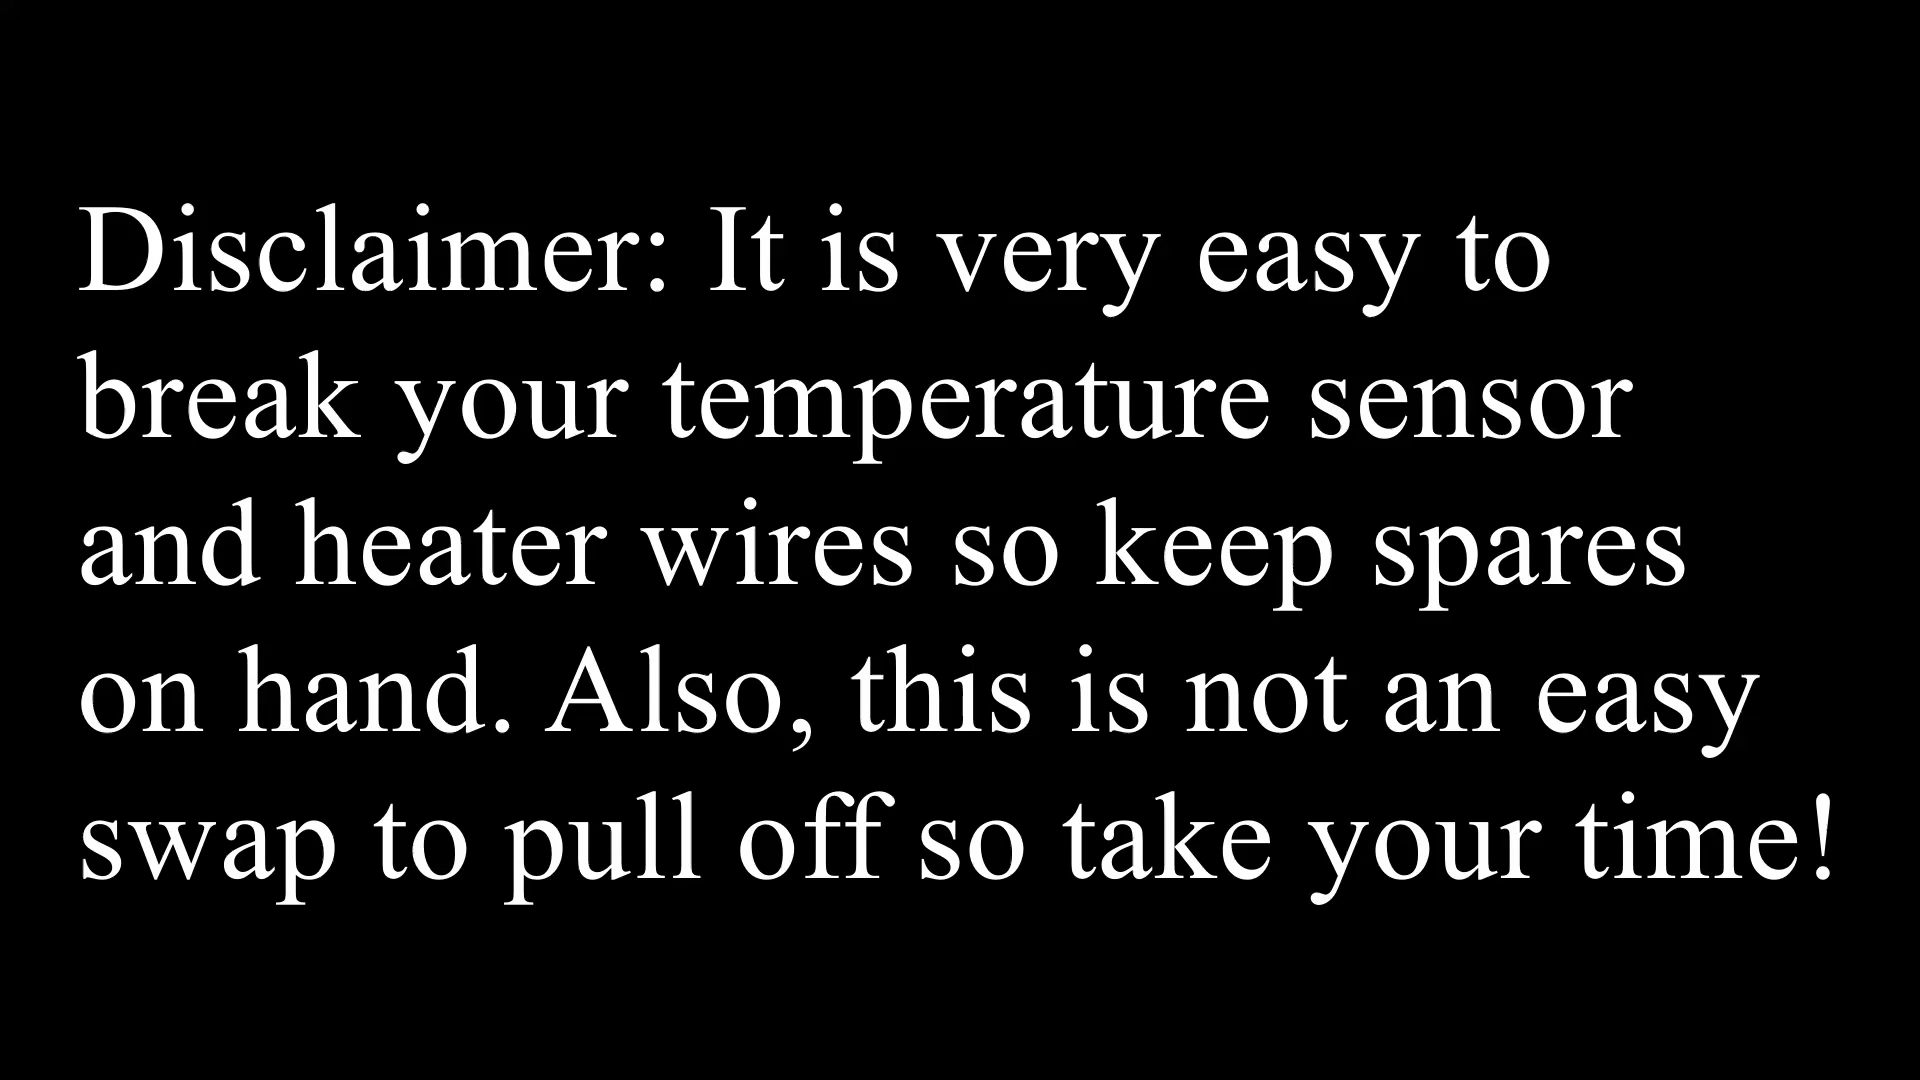 Disclaimer: It is very easy to
break your temperature sensor
and heater wires so keep spares
on hand. Also, this is not an easy
swap to pull off so take your time!